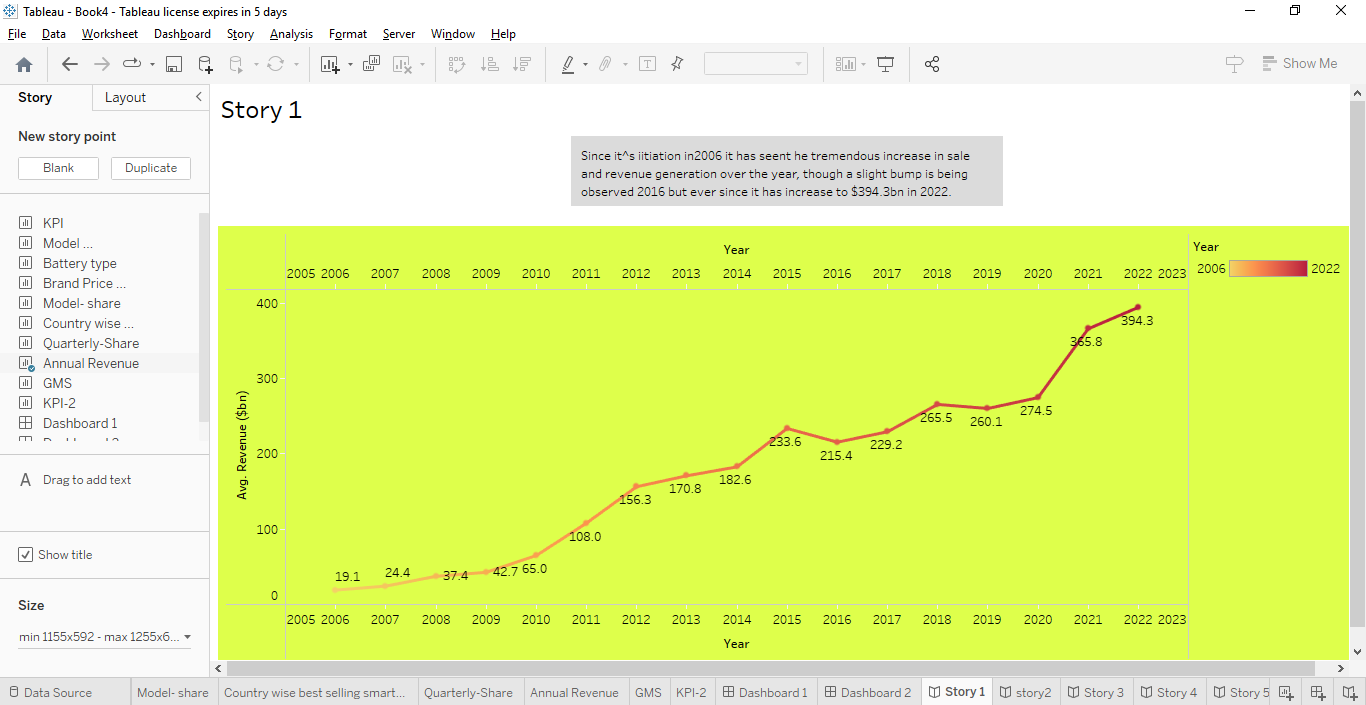 Tableau - Book4 - Tableau license expires in 5 days
File Data Worksheet Dashboard Story Analysis Format Server Window Help
Show Me
Story Layout
New story point
Blank Duplicate
KPI
Model ...
Battery type
Brand Price ...
Model- share
Country wise ...
Quarterly-Share
Annual Revenue
GMS
KPI-2
Dashboard 1
A Drag to add text
Show title
Size
min 1155x592 - max 1255x6...
Story 1
Since it^s iitiation in2006 it has seent he tremendous increase in sale
and revenue generation over the year, though a slight bump is being
observed 2016 but ever since it has increase to $394.3bn in 2022.
Year
2005 2006 2007 2008 2009 2010 2011 2012 2013 2014 2015 2016 2017 2018 2019 2020 2021 2022 2023
Avg. Revenue ($bn)
400
300
200
100
0
19.1 24.4 37.4 42.7 65.0 108.0 156.3 170.8 182.6 233.6 215.4 229.2 265.5 260.1 274.5 365.8 394.3
2005 2006 2007 2008 2009 2010 2011 2012 2013 2014 2015 2016 2017 2018 2019 2020 2021 2022 2023
Year
Year
2006 2022
Data Source Model- share Country wise best selling smart... Quarterly-Share Annual Revenue GMS KPI-2 Dashboard 1 Dashboard 2 Story 1 story2 Story 3 Story 4 Story 5